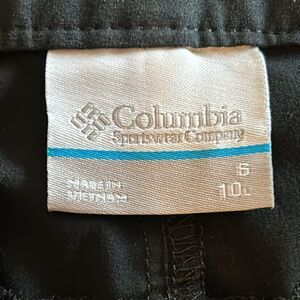 Columbia
Sportswear Company
MADE IN
VIETNAM
6
10L